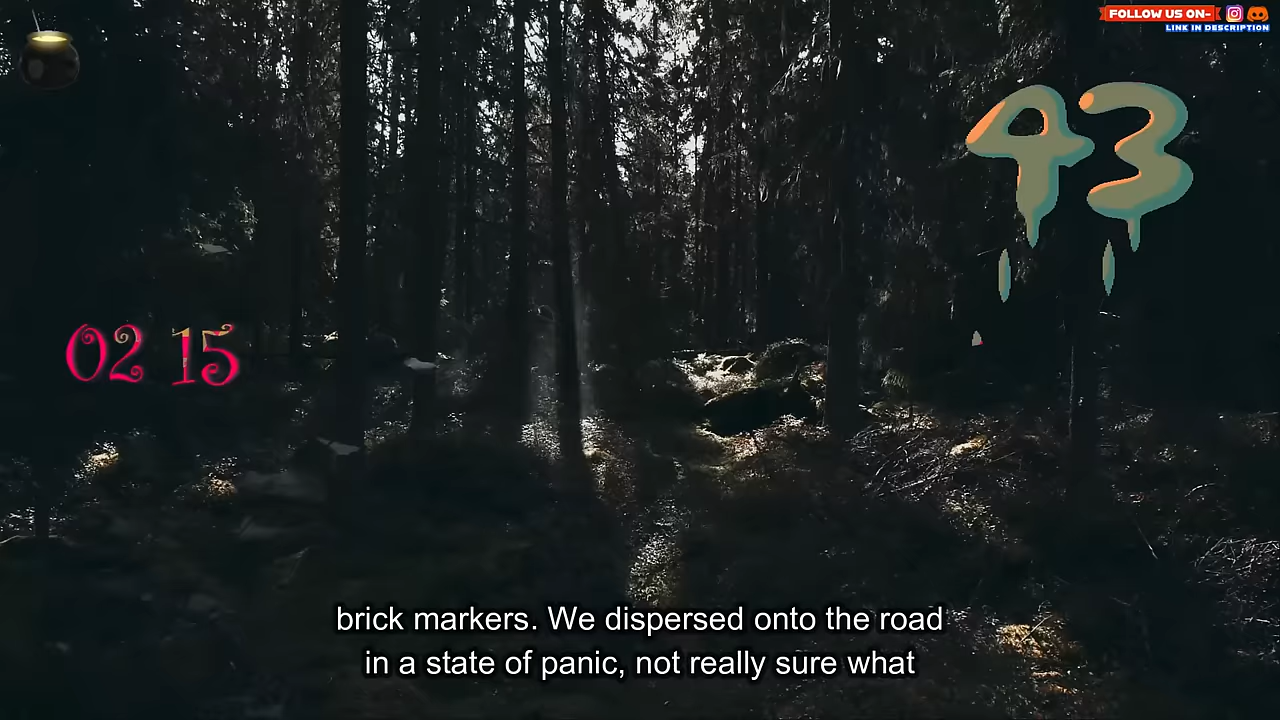 FOLLOW US ON-
LINK IN DESCRIPTION
43
02 15
brick markers. We dispersed onto the road
in a state of panic, not really sure what